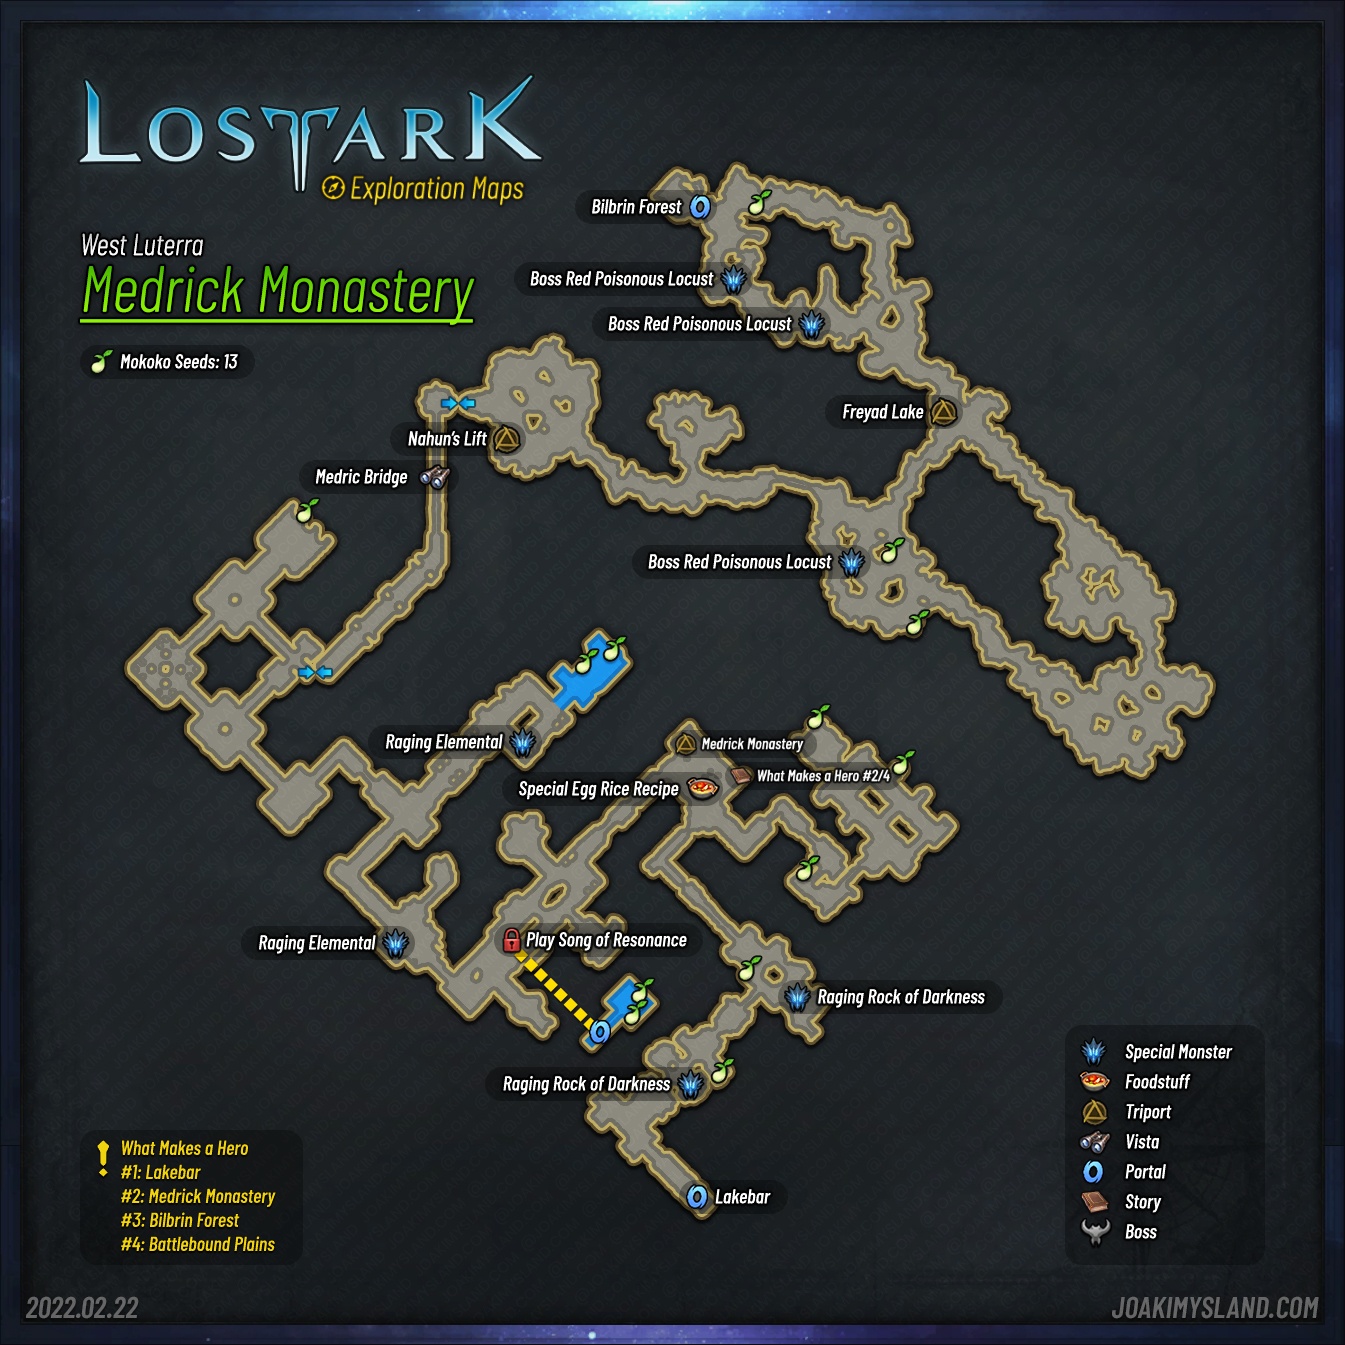 LOSTARK
Exploration Maps
West Luterra
Medrick Monastery
Mokoko Seeds: 13
Bilbrin Forest
Boss Red Poisonous Locust
Boss Red Poisonous Locust
Freyad Lake
Nahun's Lift
Medric Bridge
Boss Red Poisonous Locust
Raging Elemental
Medrick Monastery
What Makes a Hero #2/4
Special Egg Rice Recipe
Raging Elemental
Play Song of Resonance
Raging Rock of Darkness
Raging Rock of Darkness
Lakebar
What Makes a Hero
#1: Lakebar
#2: Medrick Monastery
#3: Bilbrin Forest
#4: Battlebound Plains
Special Monster
Foodstuff
Triport
Vista
Portal
Story
Boss
2022.02.22
JOAKIMYSLAND.COM